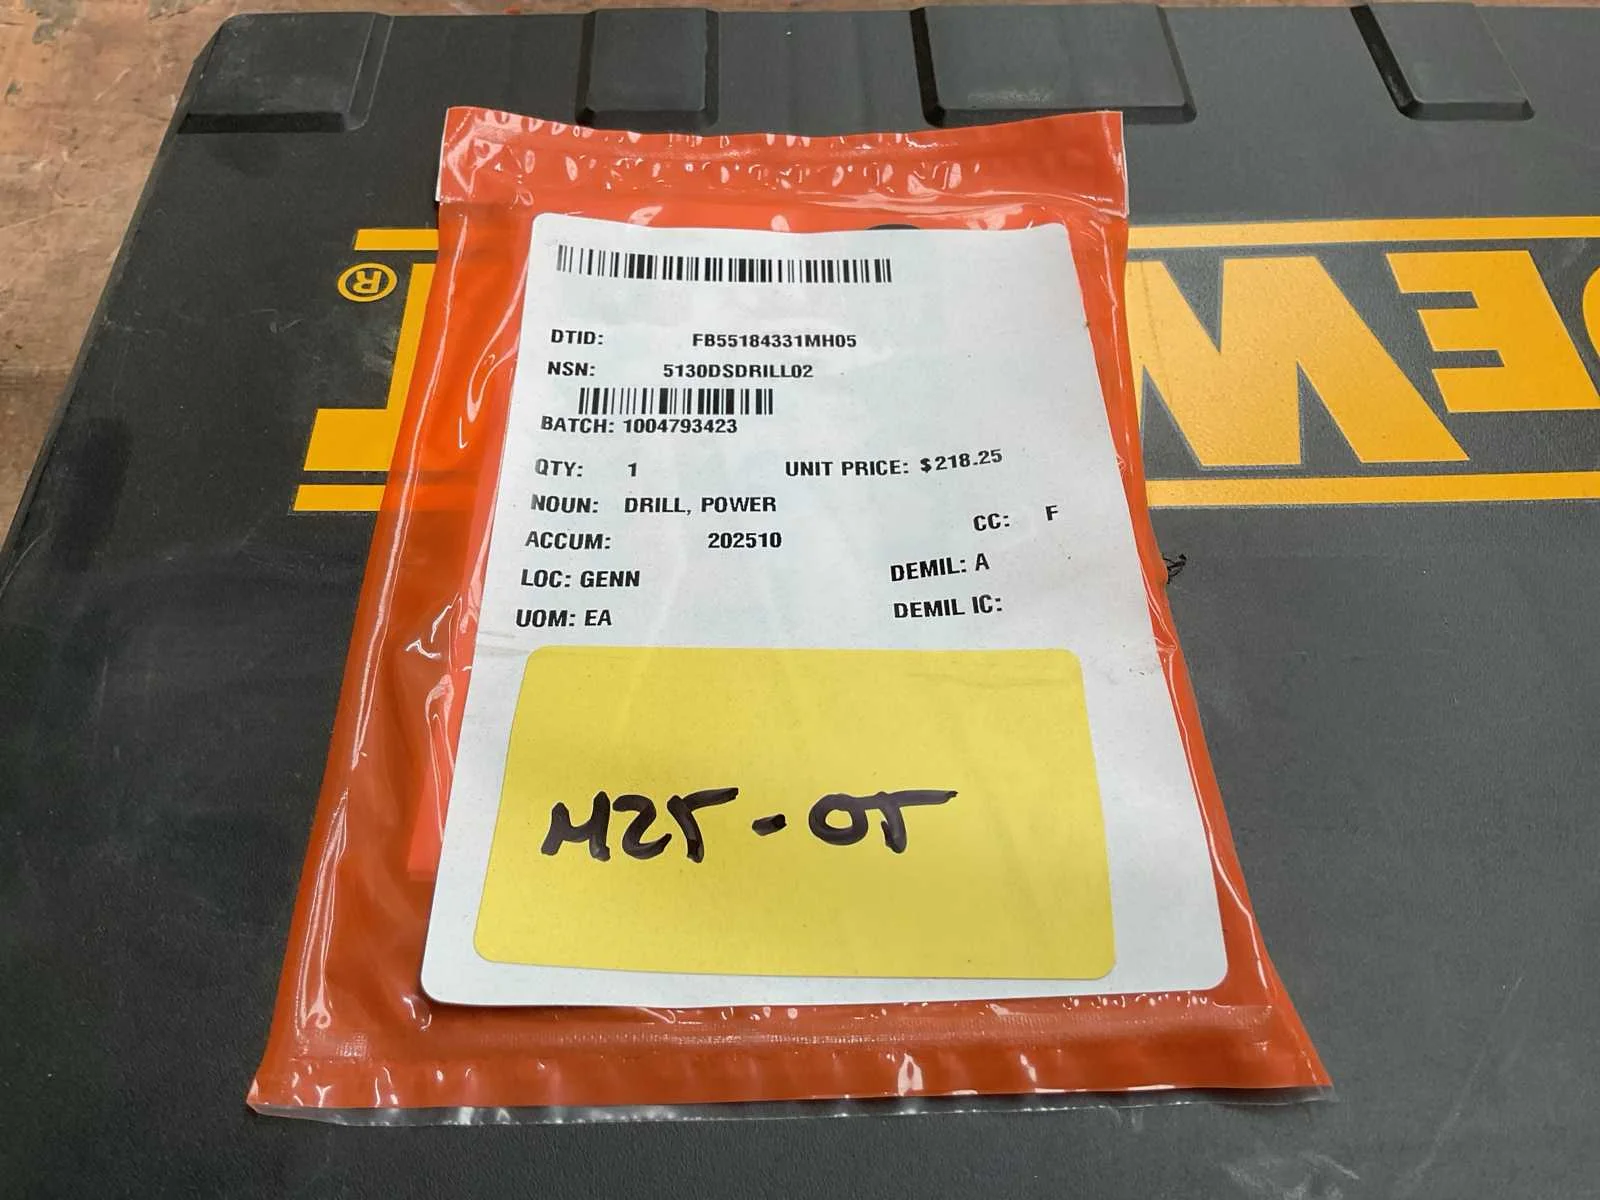 DTID: FB55184331MH05
NSN: 5130DSDRILL02
BATCH: 1004793423
QTY: 1 UNIT PRICE: $218.25
NOUN: DRILL, POWER
CC: F
ACCUM: 202510
LOC: GENN
DEMIL: A
UOM: EA
DEMIL IC:
M25-05
®
T
DEW